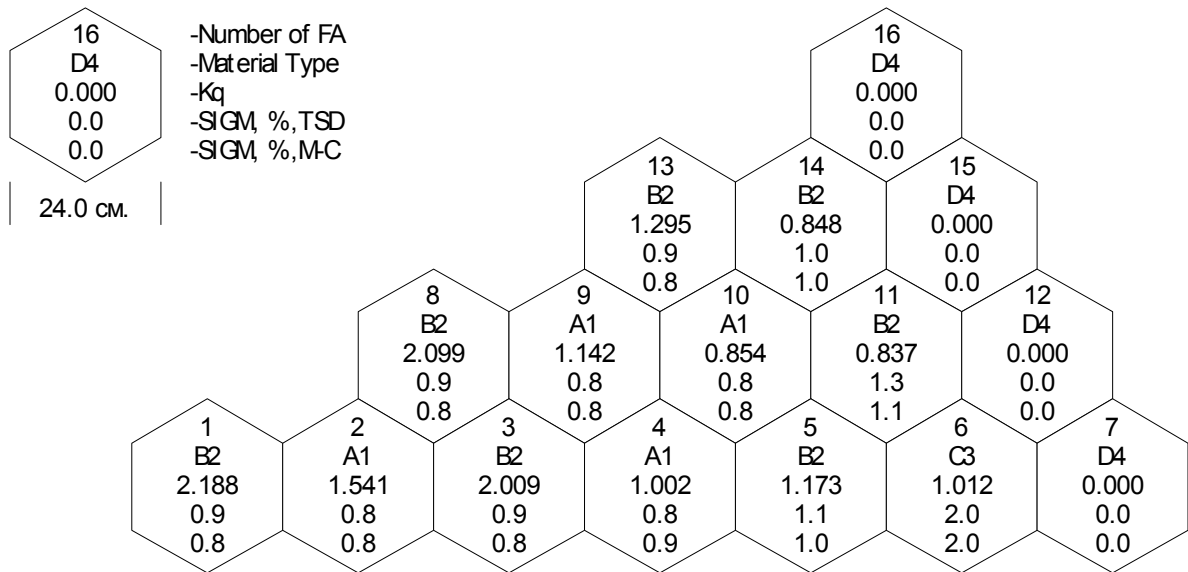 16
D4
0.000
0.0
0.0
-Number of FA
-Material Type
-Kq
-SIGM, %,TSD
-SIGM, %,M-C
24.0 см.
16
D4
0.000
0.0
0.0
13
B2
1.295
0.9
0.8
14
B2
0.848
1.0
1.0
15
D4
0.000
0.0
0.0
8
B2
2.099
0.9
0.8
9
A1
1.142
0.8
0.8
10
A1
0.854
0.8
0.8
11
B2
0.837
1.3
1.1
12
D4
0.000
0.0
0.0
1
B2
2.188
0.9
0.8
2
A1
1.541
0.8
0.8
3
B2
2.009
0.9
0.8
4
A1
1.002
0.8
0.9
5
B2
1.173
1.1
1.0
6
C3
1.012
2.0
2.0
7
D4
0.000
0.0
0.0